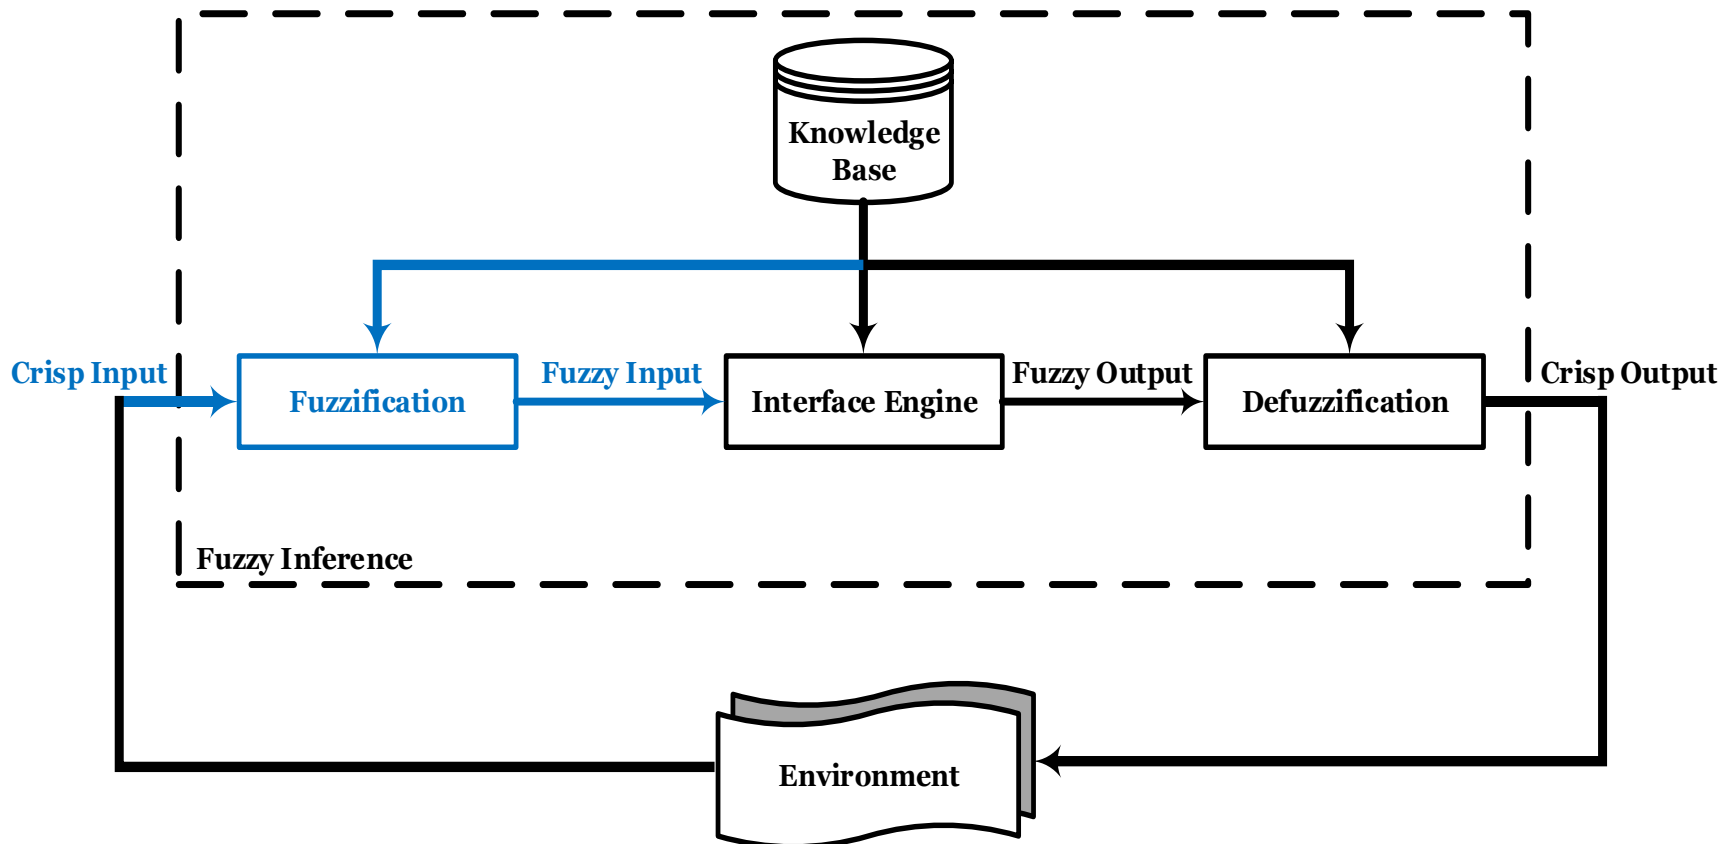 Knowledge
Base
Crisp Input
Fuzzification
Fuzzy Input
Interface Engine
Fuzzy Output
Defuzzification
Crisp Output
Fuzzy Inference
Environment